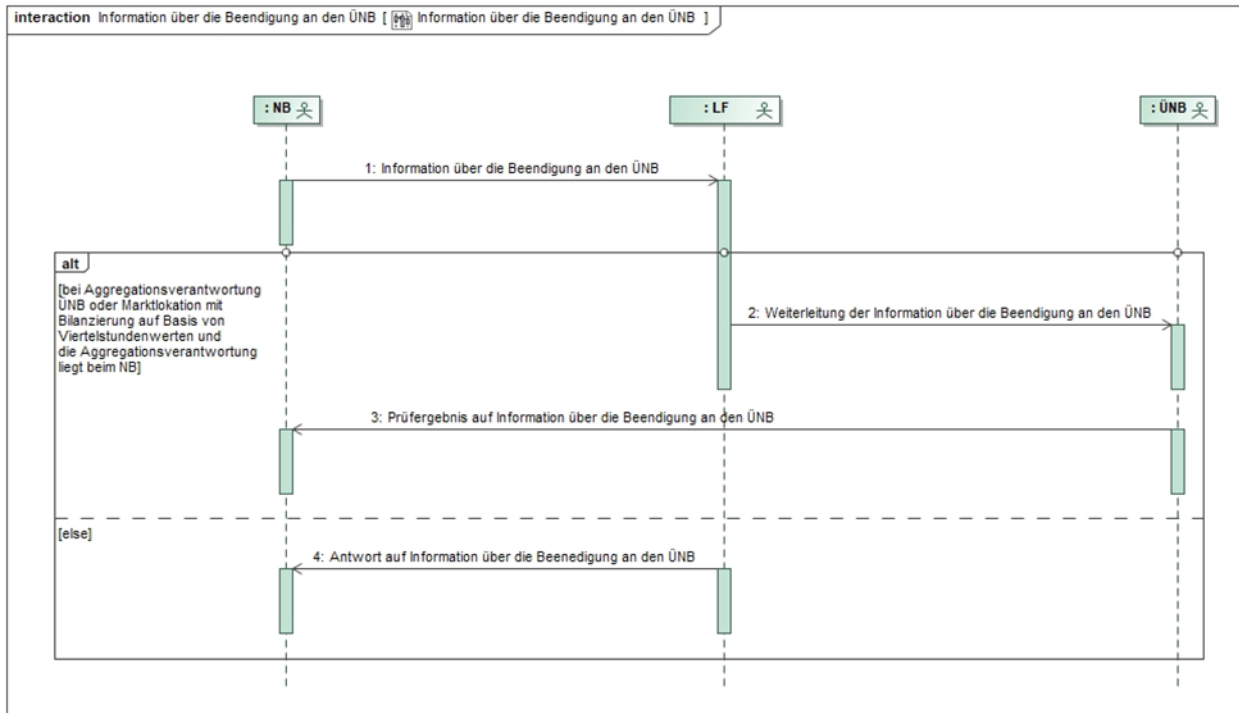 interaction Information über die Beendigung an den ÜNB [ Information über die Beendigung an den ÜNB ]
: NB
: LF
: ÜNB
1: Information über die Beendigung an den ÜNB
alt
[bei Aggregationsverantwortung
ÜNB oder Marktlokation mit
Bilanzierung auf Basis von
Viertelstundenwerten und
die Aggregationsverantwortung
liegt beim NB]
2: Weiterleitung der Information über die Beendigung an den ÜNB
3: Prüfergebnis auf Information über die Beendigung an den ÜNB
[else]
4: Antwort auf Information über die Beenedigung an den ÜNB